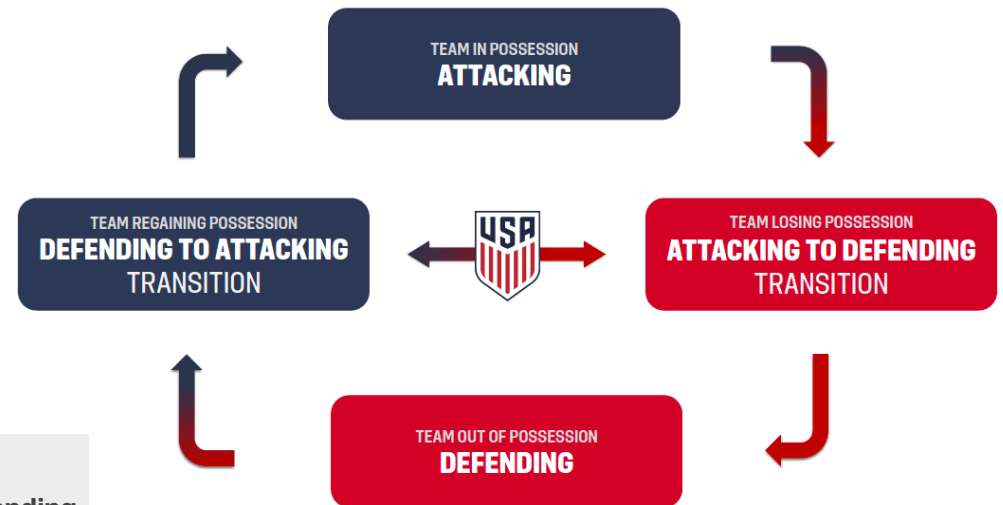 TEAM IN POSSESSION
ATTACKING
TEAM REGAINING POSSESSION
DEFENDING TO ATTACKING
TRANSITION
USA
TEAM LOSING POSSESSION
ATTACKING TO DEFENDING
TRANSITION
TEAM OUT OF POSSESSION
DEFENDING